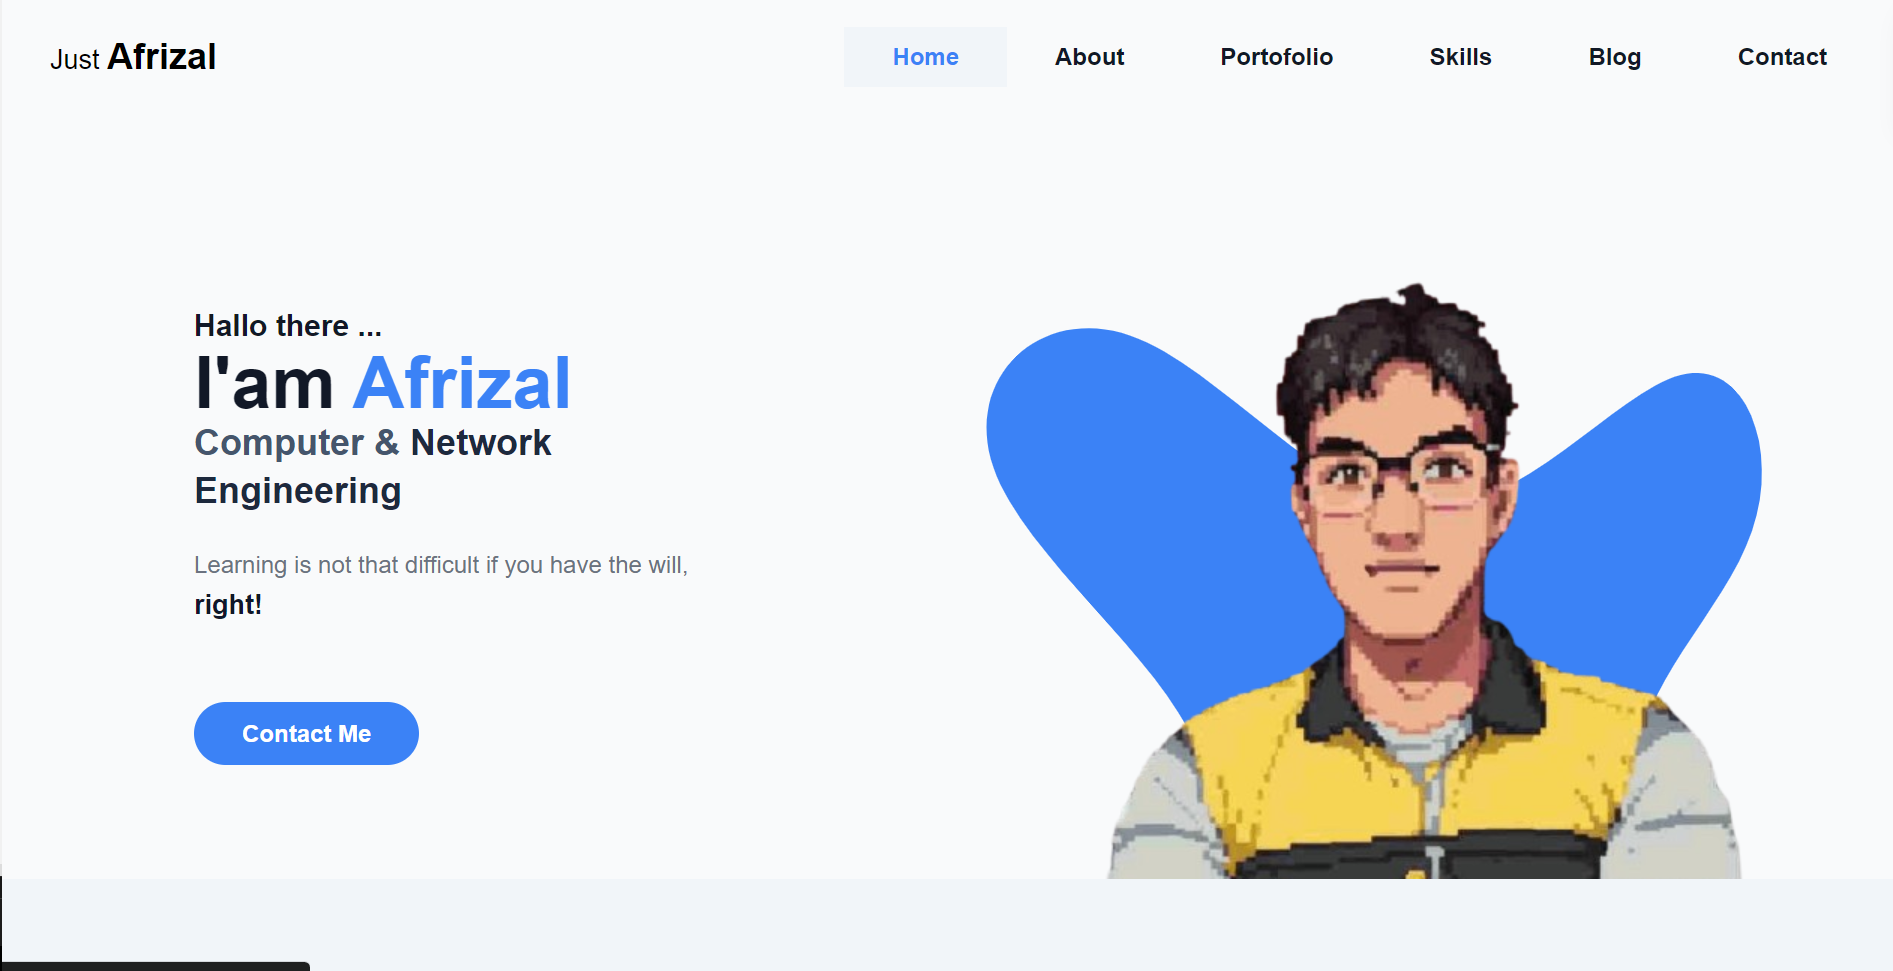 Just Afrizal
Home About Portofolio Skills Blog Contact
Hallo there ...
I'am Afrizal
Computer & Network
Engineering
Learning is not that difficult if you have the will,
right!
Contact Me